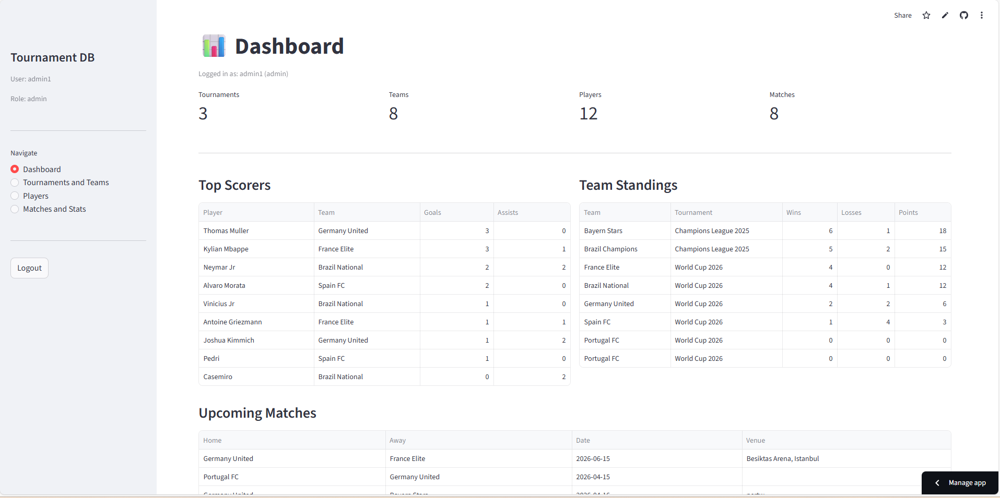 Share
Tournament DB
User: admin1
Role: admin
Navigate
Dashboard
Tournaments and Teams
Players
Matches and Stats
Logout
Dashboard
Logged in as: admin1 (admin)
Tournaments Teams Players Matches
3 8 12 8
Top Scorers
Player Team Goals Assists
Thomas Muller Germany United 3 0
Kylian Mbappe France Elite 3 1
Neymar Jr Brazil National 2 2
Alvaro Morata Spain FC 2 0
Vinicius Jr Brazil National 1 0
Antoine Griezmann France Elite 1 1
Joshua Kimmich Germany United 1 2
Pedri Spain FC 1 0
Casemiro Brazil National 0 2
Team Standings
Team Tournament Wins Losses Points
Bayern Stars Champions League 2025 6 1 18
Brazil Champions Champions League 2025 5 2 15
France Elite World Cup 2026 4 0 12
Brazil National World Cup 2026 4 1 12
Germany United World Cup 2026 2 2 6
Spain FC World Cup 2026 1 4 3
Portugal FC World Cup 2026 0 0 0
Portugal FC World Cup 2026 0 0 0
Upcoming Matches
Home Away Date Venue
Germany United France Elite 2026-06-15 Besiktas Arena, Istanbul
Portugal FC Germany United 2026-04-15
Germany United Bayern Stars 2026-04-16
Manage app